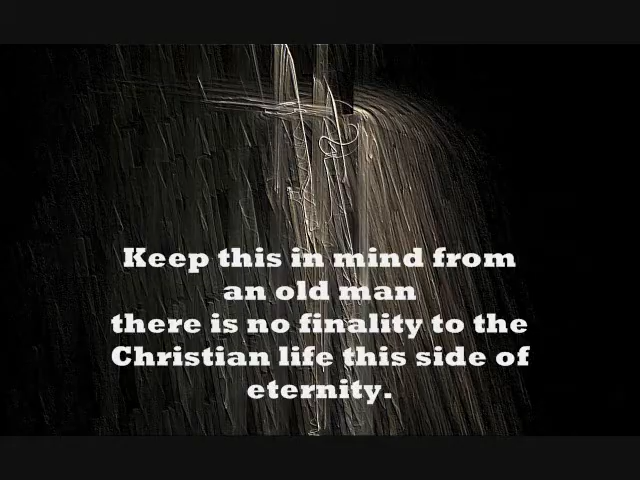 Keep this in mind from
an old man
there is no finality to the
Christian life this side of
eternity.